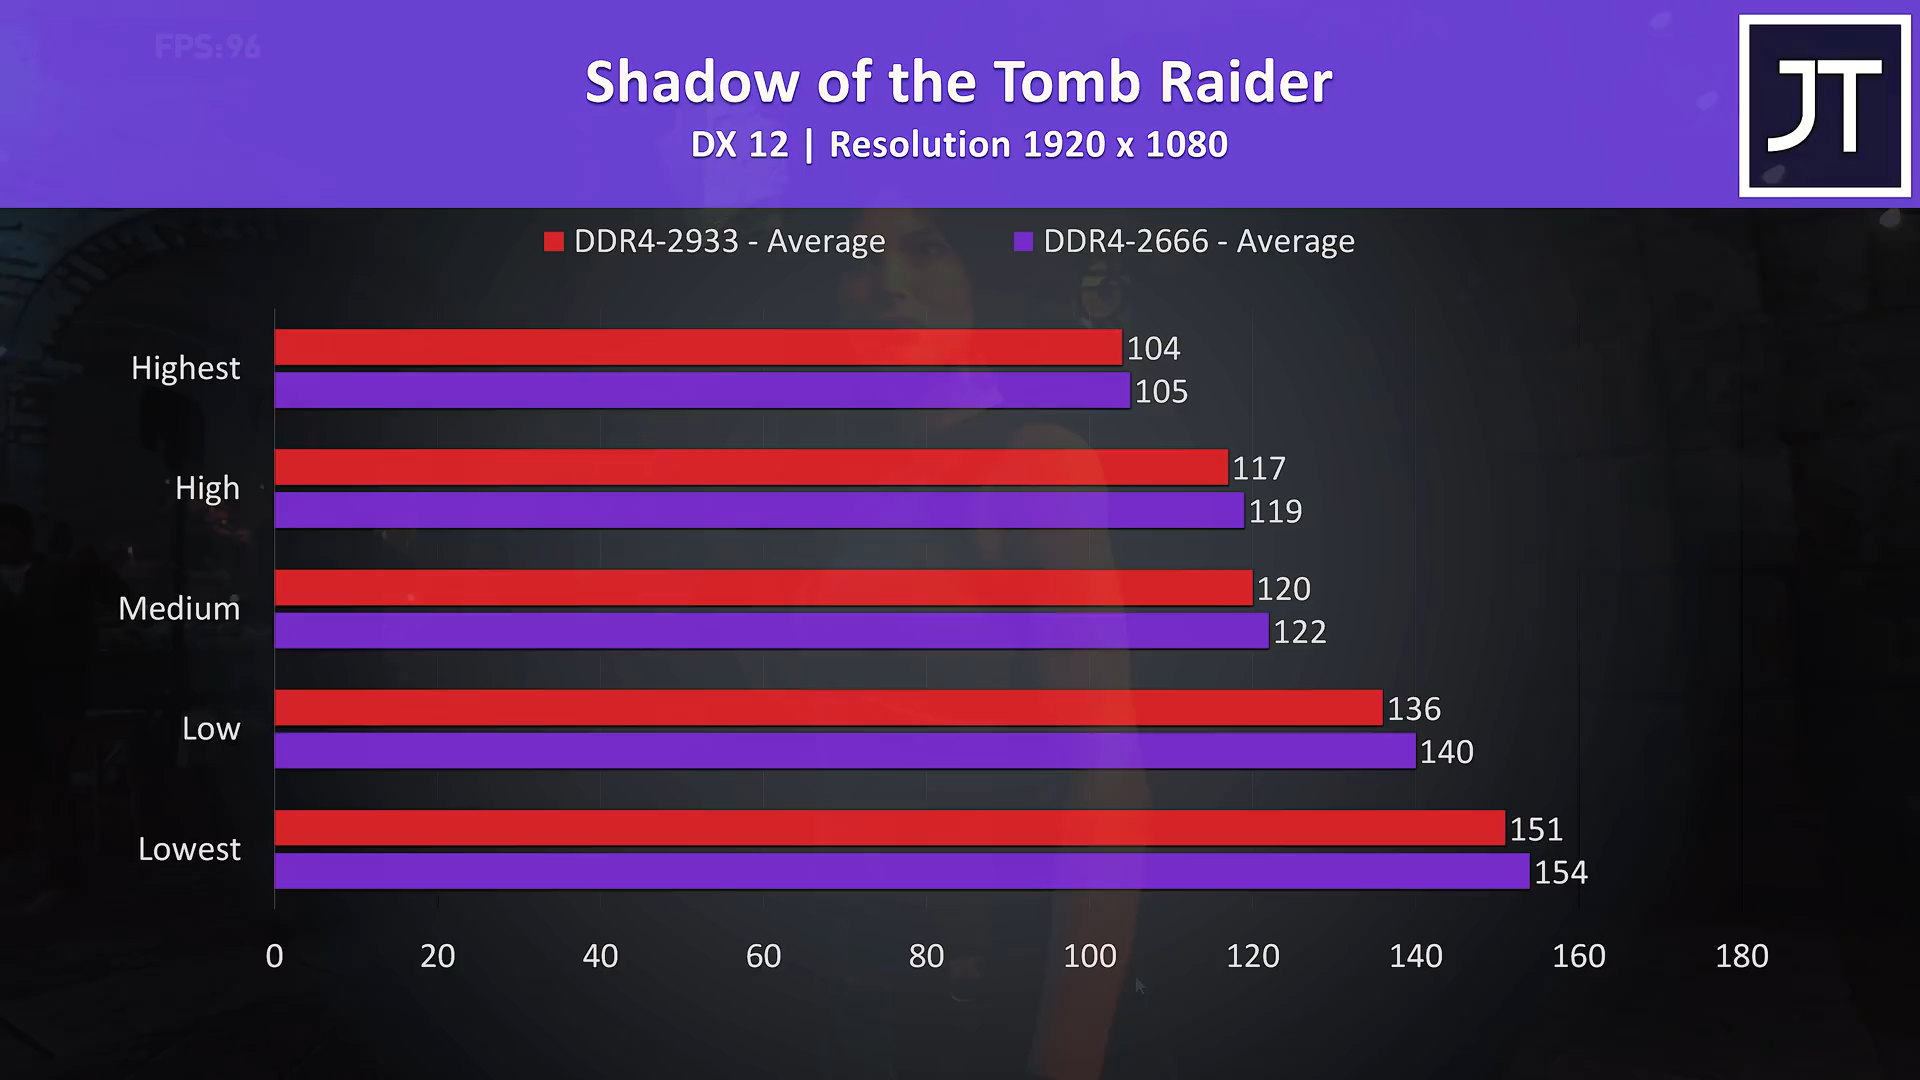 FPS:96
Shadow of the Tomb Raider
DX 12 | Resolution 1920 x 1080
JT
DDR4-2933 - Average
DDR4-2666 - Average
Highest
104
105
High
117
119
Medium
120
122
Low
136
140
Lowest
151
154
0 20 40 60 80 100 120 140 160 180